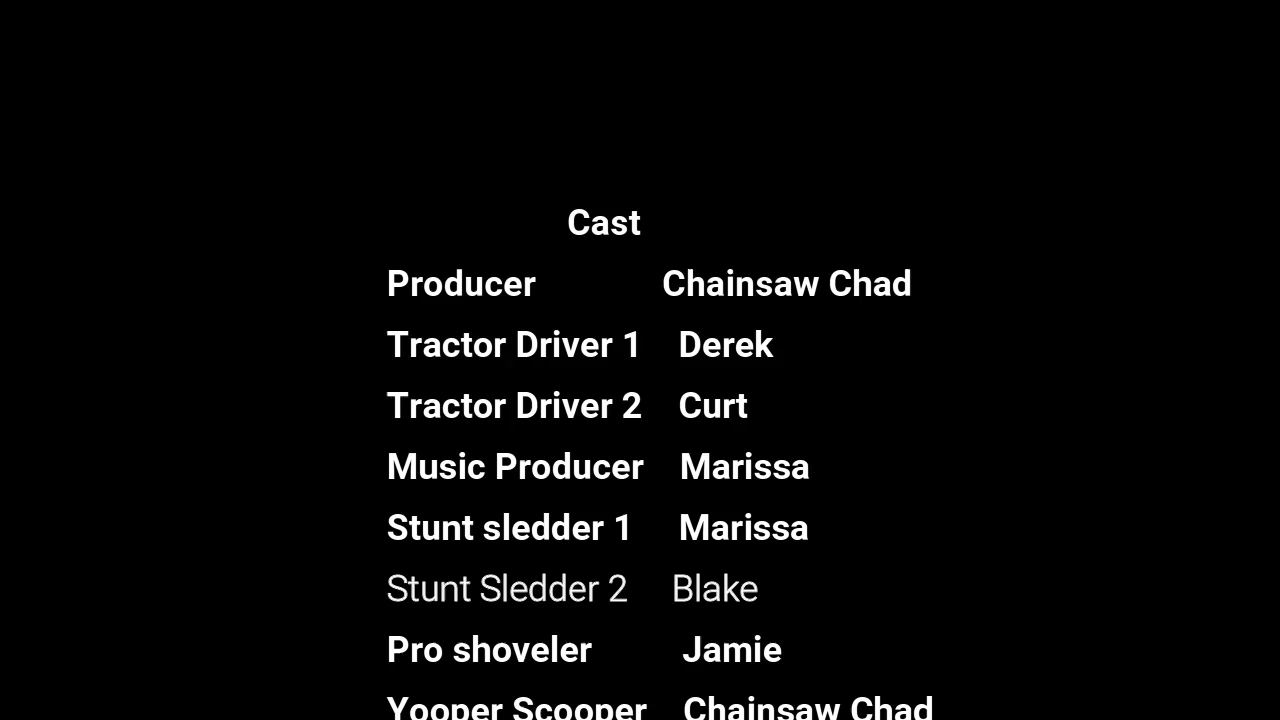 Cast
Producer Chainsaw Chad
Tractor Driver 1 Derek
Tractor Driver 2 Curt
Music Producer Marissa
Stunt sledder 1 Marissa
Stunt Sledder 2 Blake
Pro shoveler Jamie
Yooper Scooper Chainsaw Chad